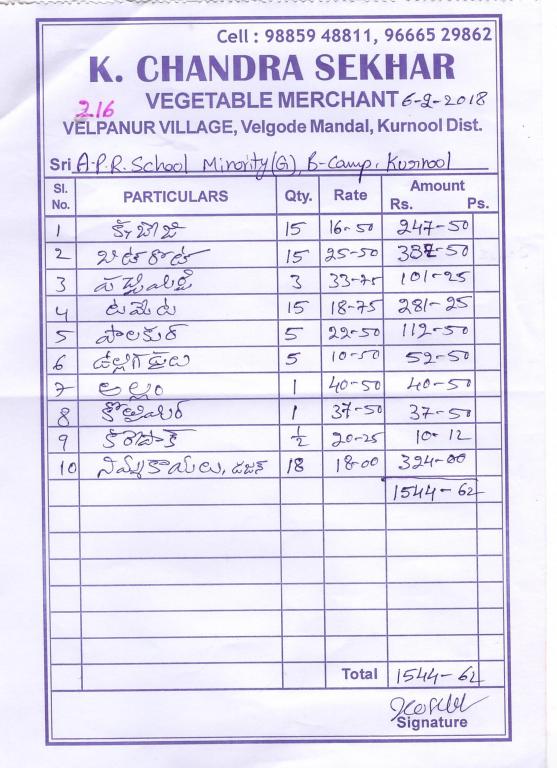 Cell : 98859 48811, 96665 29862
K. CHANDRA SEKHAR
216 VEGETABLE MERCHANT 6-9-2018
VELPANUR VILLAGE, Velgode Mandal, Kurnool Dist.
Sri A.P.R. School Minority (G), B-Camp, Kurnool
Sl. No. PARTICULARS Qty. Rate Amount Rs. Ps.
1 క్యాబేజి 15 16-50 247-50
2 15 25-50 382-50
3 3 33-75 101-25
4 టమేట 15 18-75 281-25
5 పాలకుర 5 22-50 112-50
6 ఉల్లిగడ్డలు 5 10-50 52-50
7 అల్లం 1 40-50 40-50
8 1 37-50 37-50
9 కరేపాక్ 1/2 20-25 10-12
10 నిమ్మకాయలు, డజన్ 18 18-00 324-00
1544-62
Total 1544-62
Signature